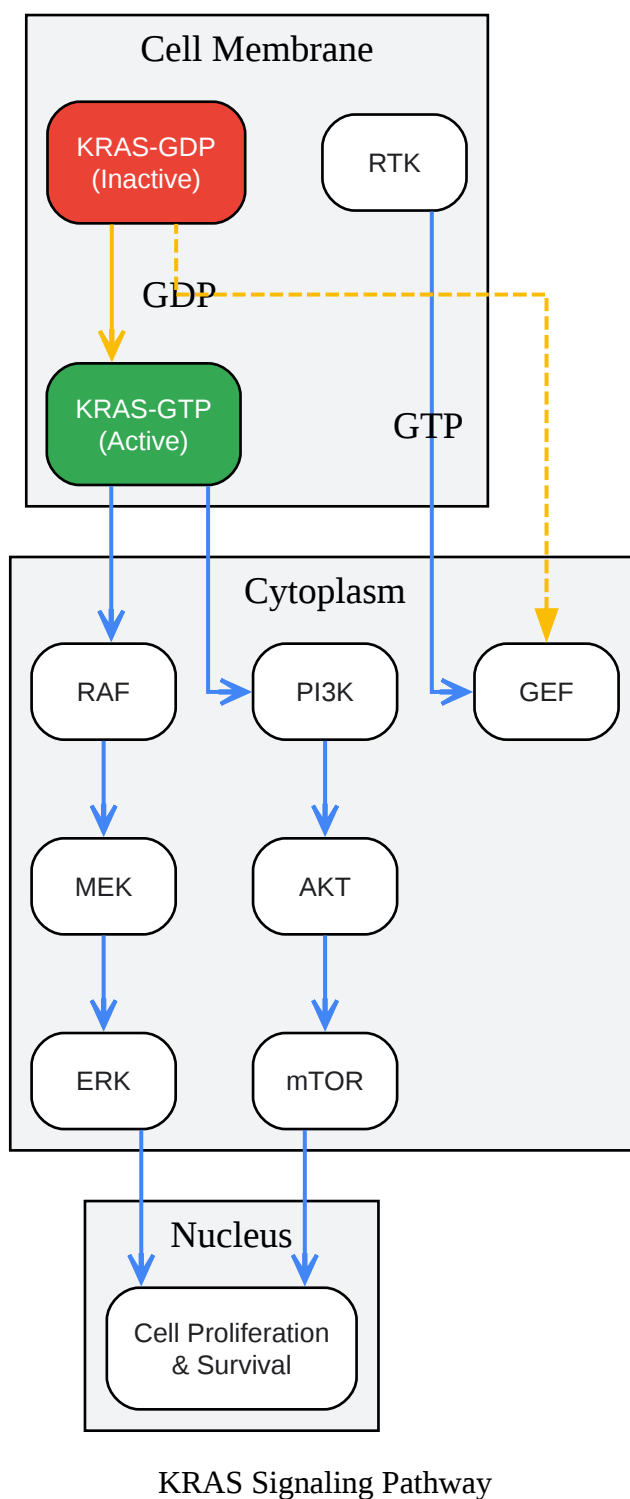 Cell Membrane
KRAS-GDP
(Inactive)
RTK
GDP
KRAS-GTP
(Active)
GTP
Cytoplasm
RAF
PI3K
GEF
MEK
AKT
ERK
mTOR
Nucleus
Cell Proliferation
& Survival
KRAS Signaling Pathway